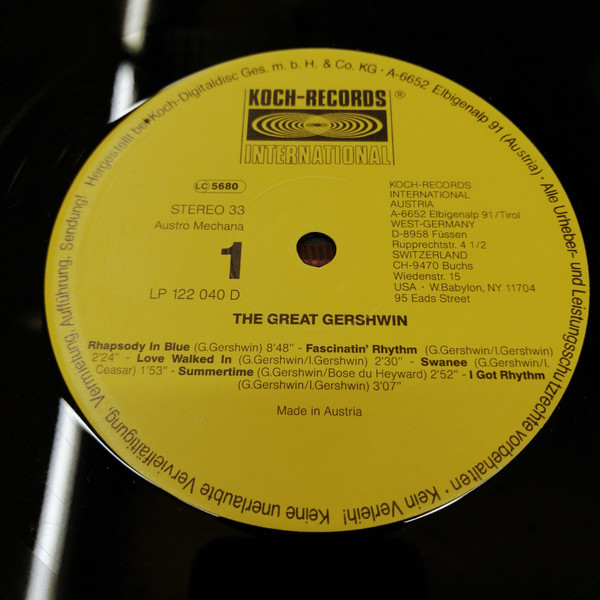 Hergestellt bei Koch-Digitaldisc Ges. m. b. H. & Co. KG · A-6652 Elbigenalp 91 (Austria) · Alle Urheber- und Leistungsschutzrechte vorbehalten · Kein Verleih! Keine unerlaubte Vervielfältigung, Vermietung, Aufführung, Sendung!
KOCH-RECORDS ®
INTERNATIONAL
LC 5680
STEREO 33
Austro Mechana
1
LP 122 040 D
KOCH-RECORDS
INTERNATIONAL
AUSTRIA
A-6652 Elbigenalp 91/Tirol
WEST-GERMANY
D-8958 Füssen
Rupprechtstr. 4 1/2
SWITZERLAND
CH-9470 Buchs
Wiedenstr. 15
USA · W.Babylon, NY 11704
95 Eads Street
THE GREAT GERSHWIN
Rhapsody In Blue (G.Gershwin) 8'48" - Fascinatin' Rhythm (G.Gershwin/I.Gershwin)
2'24" - Love Walked In (G.Gershwin/I.Gershwin) 2'30" - Swanee (G.Gershwin/I.
Ceasar) 1'53" - Summertime (G.Gershwin/Bose du Heyward) 2'52" - I Got Rhythm
(G.Gershwin/I.Gershwin) 3'07"
Made in Austria